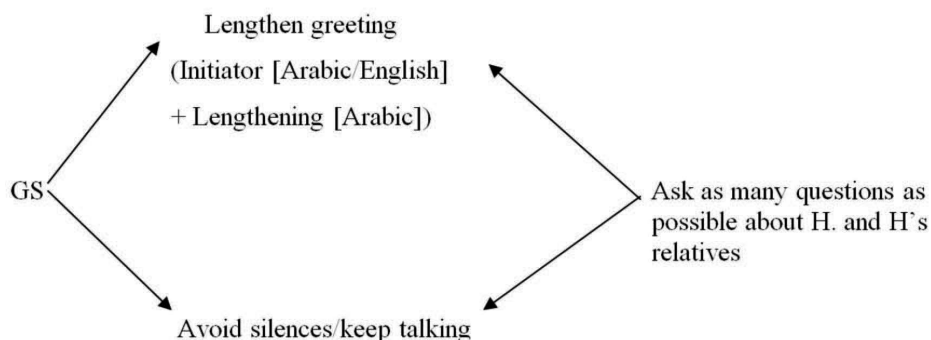 Lengthen greeting
(Initiator [Arabic/English]
+ Lengthening [Arabic])
GS
Ask as many questions as
possible about H. and H’s
relatives
Avoid silences/keep talking